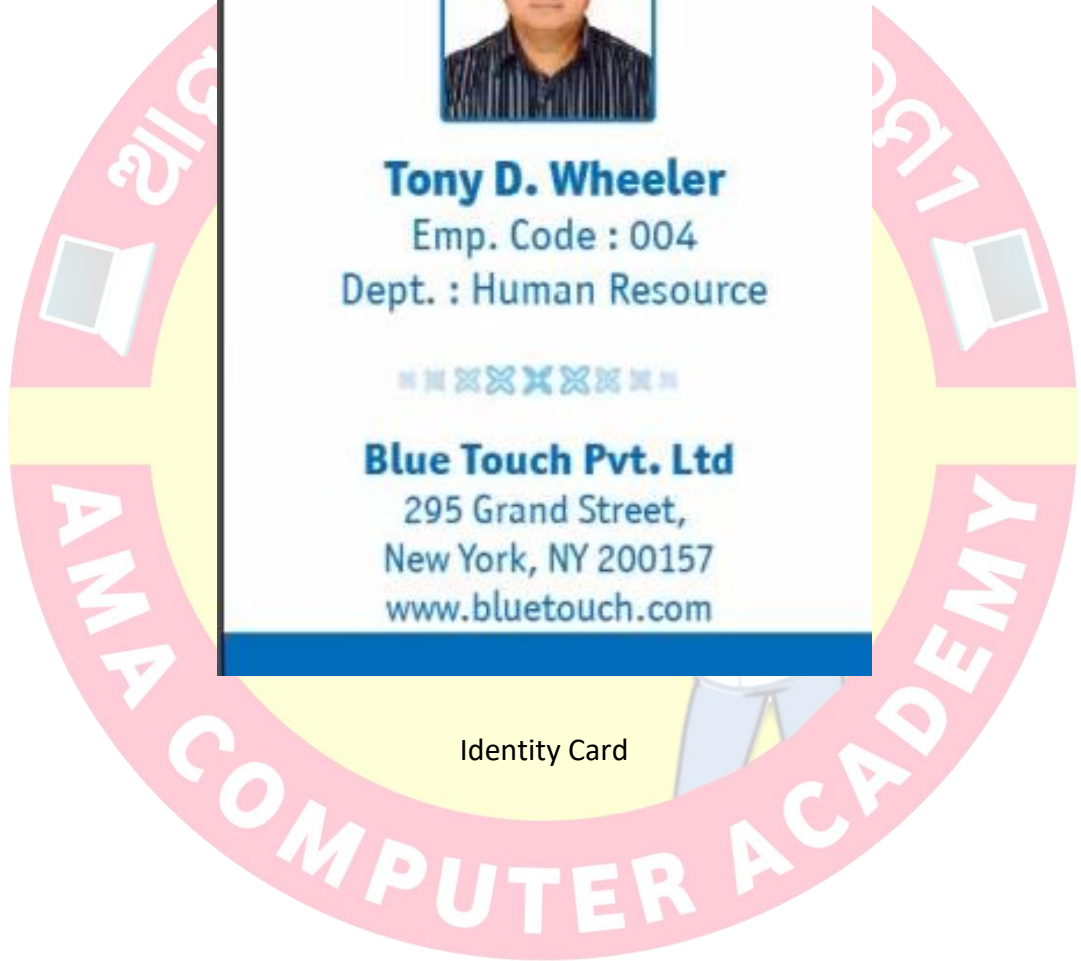 Tony D. Wheeler
Emp. Code : 004
Dept. : Human Resource
Blue Touch Pvt. Ltd
295 Grand Street,
New York, NY 200157
www.bluetouch.com
Identity Card
AMA COMPUTER ACADEMY